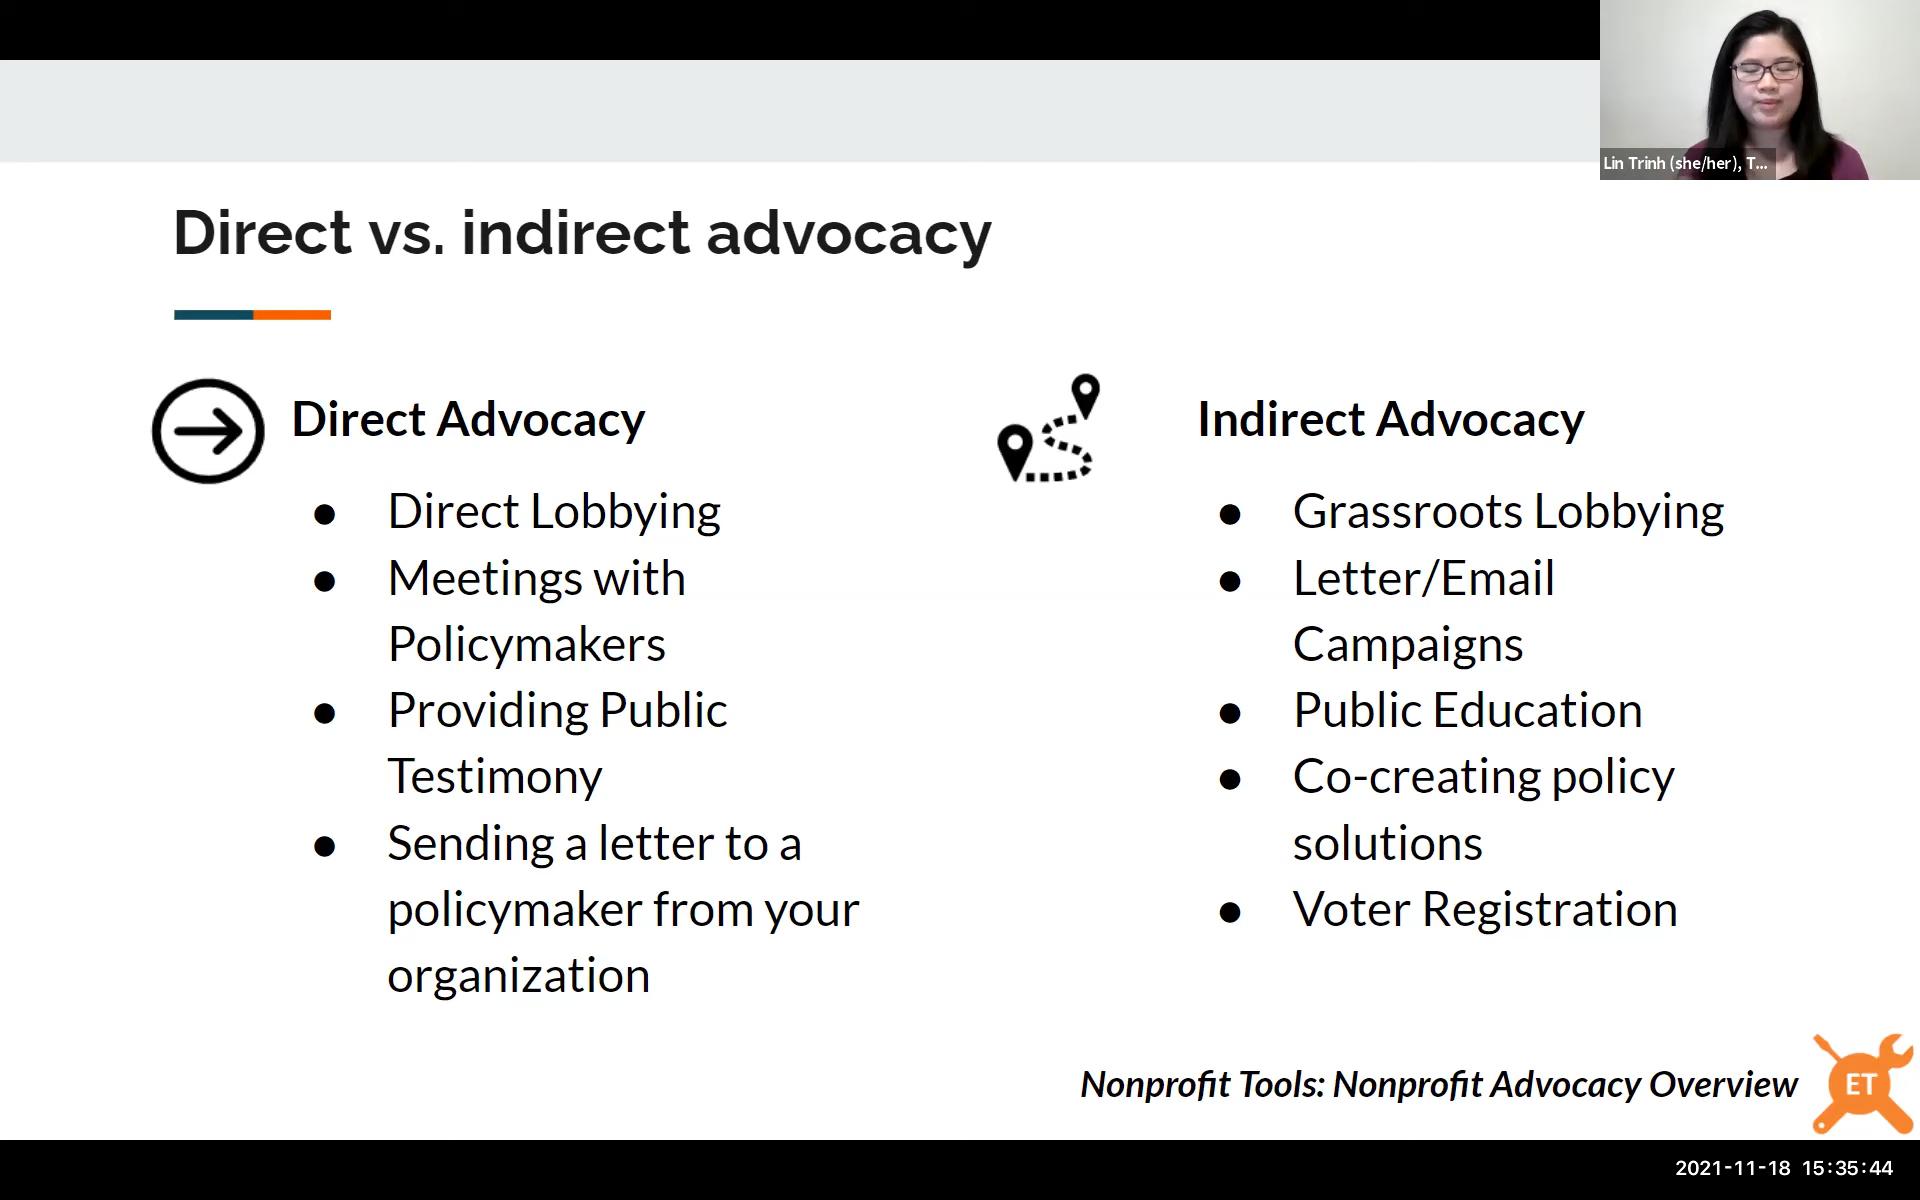 Lin Trinh (she/her), T...
Direct vs. indirect advocacy
Direct Advocacy
● Direct Lobbying
● Meetings with
Policymakers
● Providing Public
Testimony
● Sending a letter to a
policymaker from your
organization
Indirect Advocacy
● Grassroots Lobbying
● Letter/Email
Campaigns
● Public Education
● Co-creating policy
solutions
● Voter Registration
Nonprofit Tools: Nonprofit Advocacy Overview
ET
2021-11-18 15:35:44